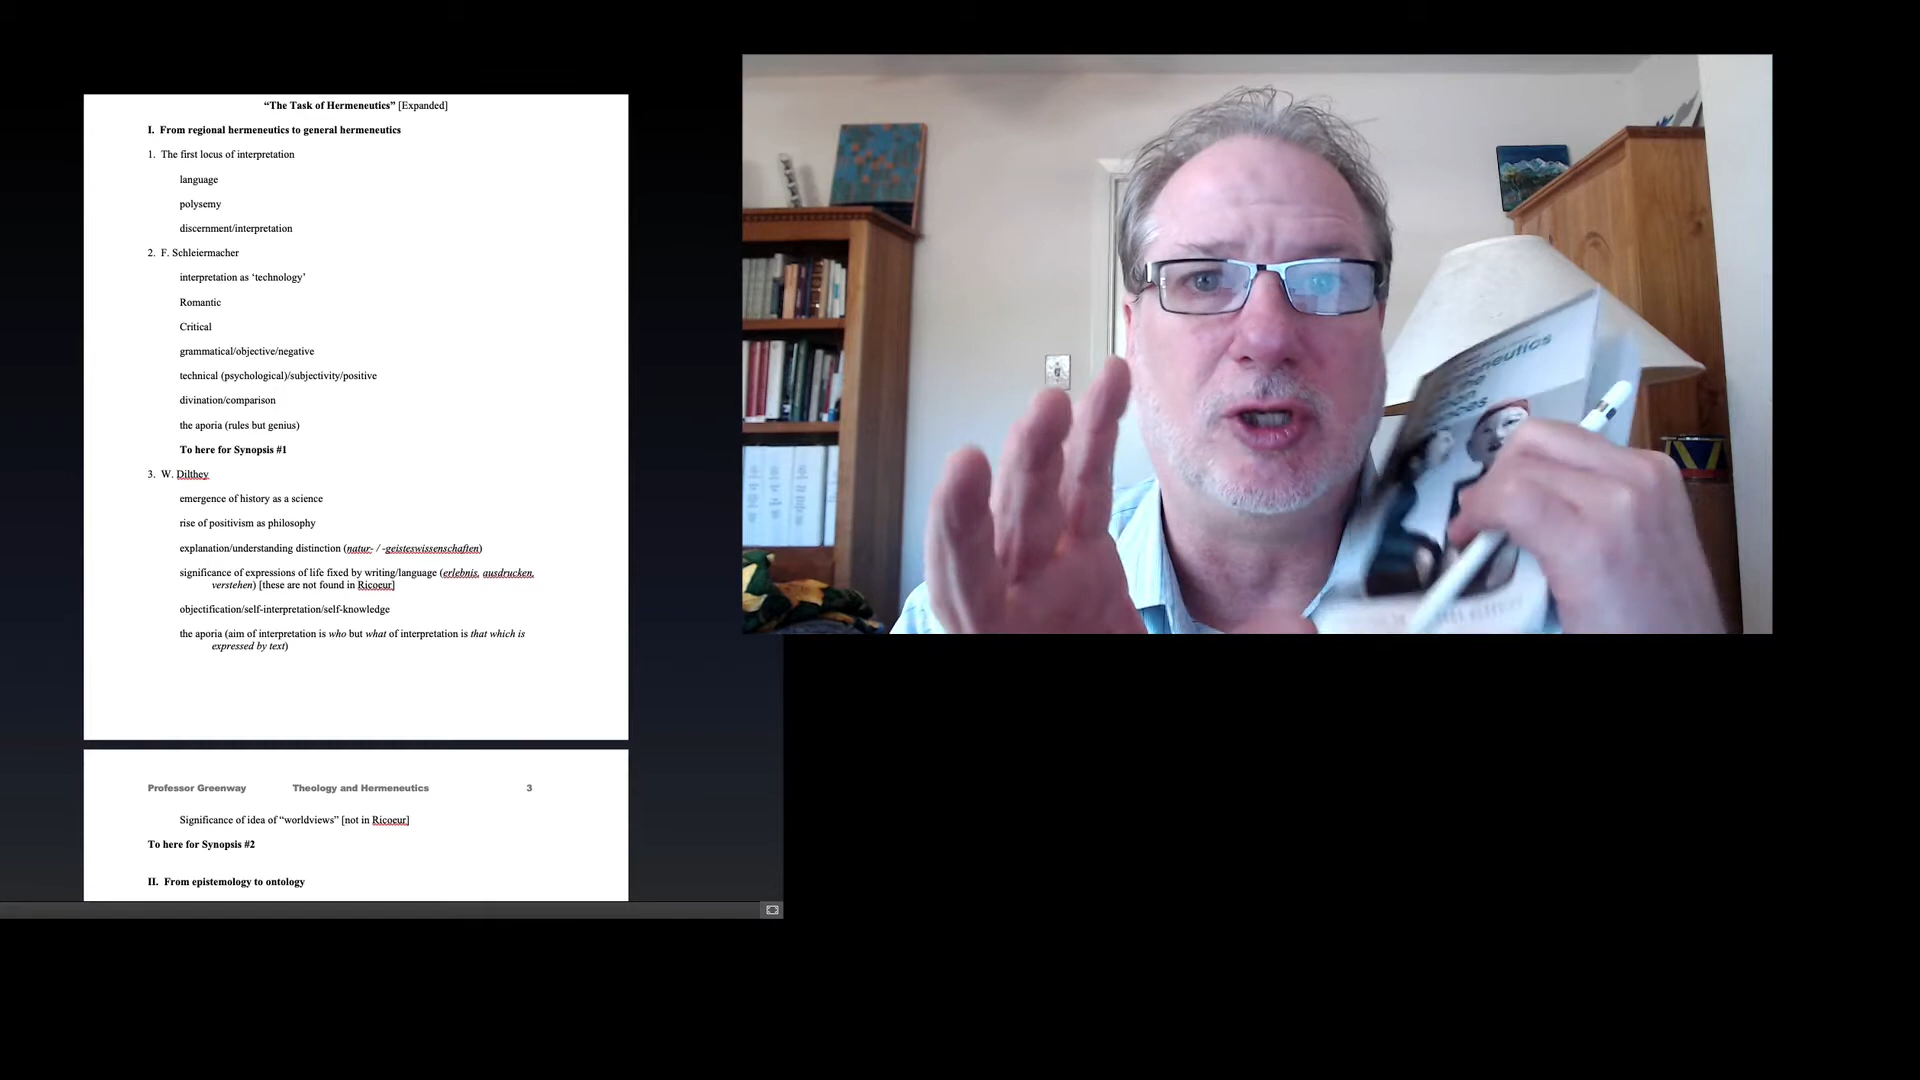 “The Task of Hermeneutics” [Expanded]
I. From regional hermeneutics to general hermeneutics
1. The first locus of interpretation
language
polysemy
discernment/interpretation
2. F. Schleiermacher
interpretation as ‘technology’
Romantic
Critical
grammatical/objective/negative
technical (psychological)/subjectivity/positive
divination/comparison
the aporia (rules but genius)
To here for Synopsis #1
3. W. Dilthey
emergence of history as a science
rise of positivism as philosophy
explanation/understanding distinction (natur- / -geisteswissenschaften)
significance of expressions of life fixed by writing/language (erlebnis, ausdrucken,
verstehen) [these are not found in Ricoeur]
objectification/self-interpretation/self-knowledge
the aporia (aim of interpretation is who but what of interpretation is that which is
expressed by text)
Professor Greenway Theology and Hermeneutics 3
Significance of idea of “worldviews” [not in Ricoeur]
To here for Synopsis #2
II. From epistemology to ontology